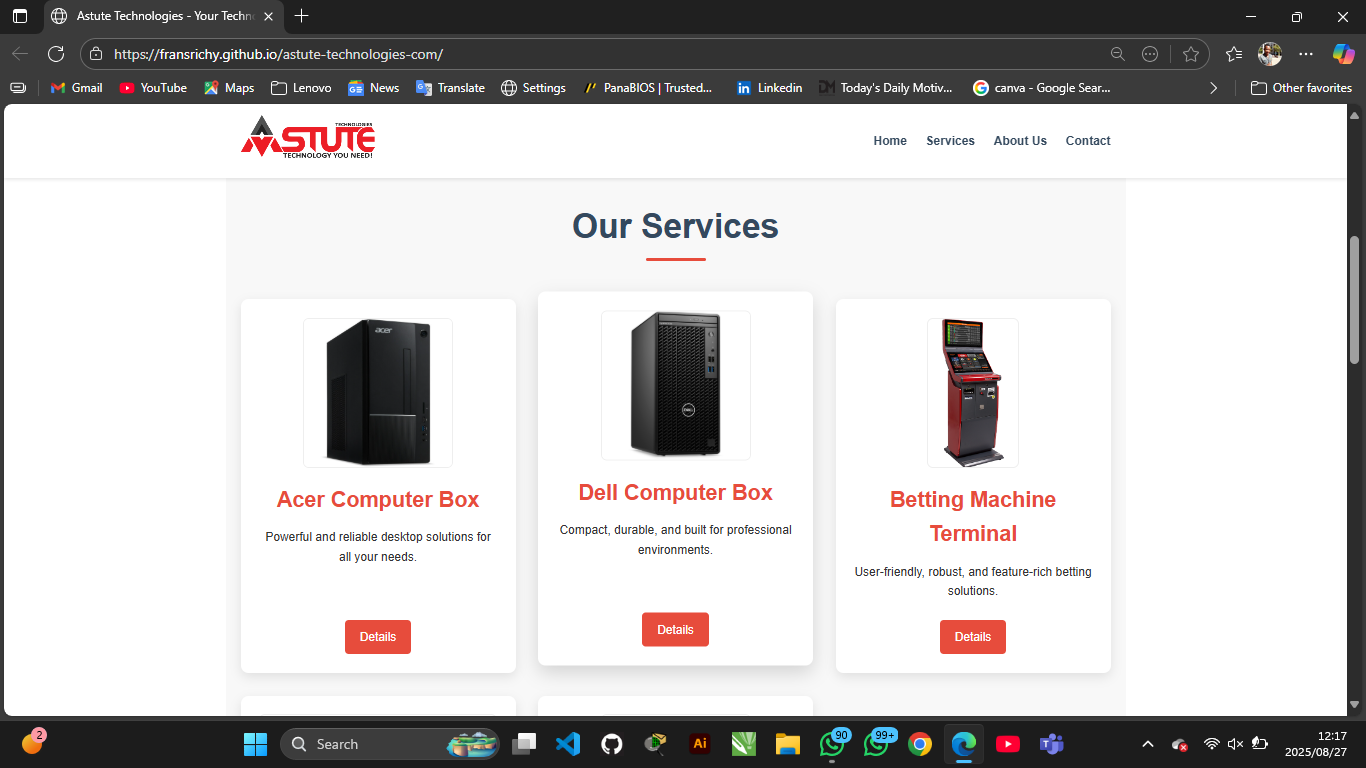 Astute Technologies - Your Techn
https://fransrichy.github.io/astute-technologies-com/
Gmail
YouTube
Maps
Lenovo
News
Translate
Settings
PanaBIOS | Trusted...
Linkedin
Today's Daily Motiv...
canva - Google Sear...
Other favorites
TECHNOLOGIES
ASTUTE
TECHNOLOGY YOU NEED!
Home
Services
About Us
Contact
Our Services
acer
DELL
Acer Computer Box
Dell Computer Box
Betting Machine
Terminal
Powerful and reliable desktop solutions for
all your needs.
Compact, durable, and built for professional
environments.
User-friendly, robust, and feature-rich betting
solutions.
Details
Details
Details
2
Search
Ai
90
99+
12:17
2025/08/27